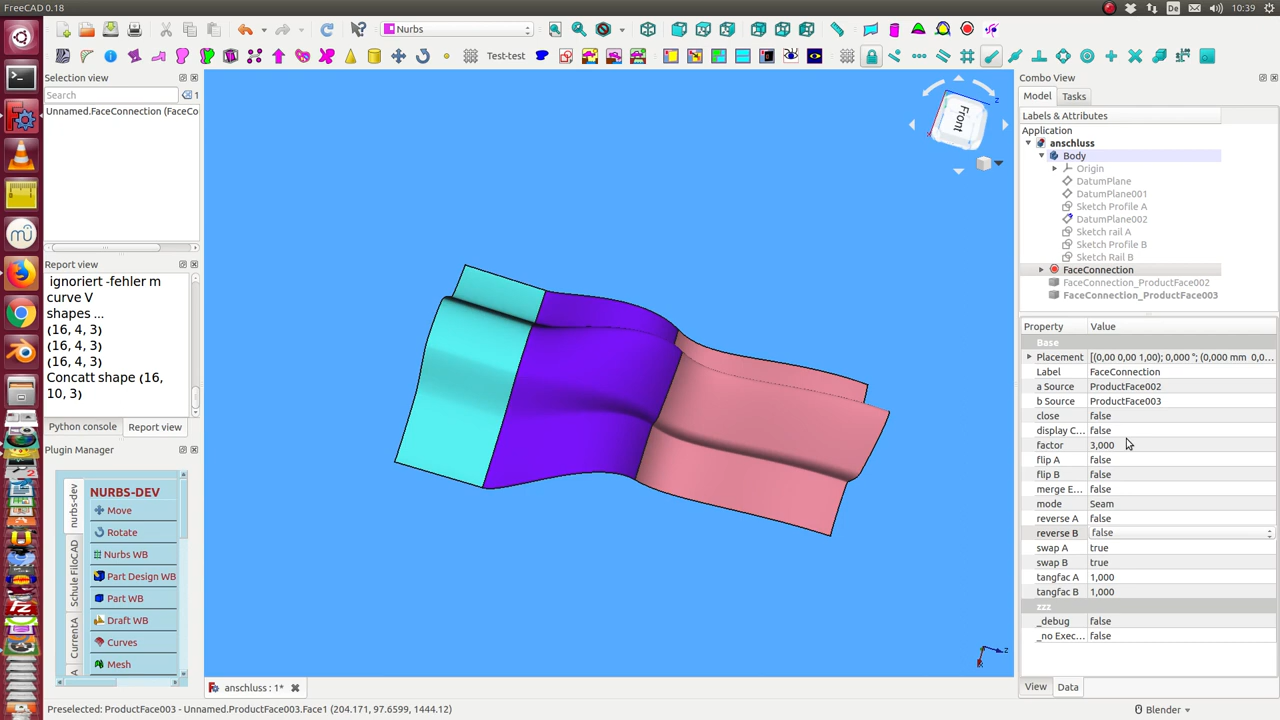 FreeCAD 0.18
De
10:39
Nurbs
Test-test
Selection view
Search
1
Unnamed.FaceConnection (FaceCo
Report view
ignoriert -fehler m
curve V
shapes ...
(16, 4, 3)
(16, 4, 3)
(16, 4, 3)
Concatt shape (16,
10, 3)
Python console
Report view
Plugin Manager
nurbs-dev
Schule FiloCAD
CurrentA
NURBS-DEV
Move
Rotate
Nurbs WB
Part Design WB
Part WB
Draft WB
Curves
Mesh
Front
z
x
z
anschluss : 1*
Combo View
Model
Tasks
Labels & Attributes
Application
anschluss
Body
Origin
DatumPlane
DatumPlane001
Sketch Profile A
DatumPlane002
Sketch rail A
Sketch Profile B
Sketch Rail B
FaceConnection
FaceConnection_ProductFace002
FaceConnection_ProductFace003
Property Value
Base
Placement [(0,00 0,00 1,00); 0,000 °; (0,000 mm 0,0...
Label FaceConnection
a Source ProductFace002
b Source ProductFace003
close false
display C... false
factor 3,000
flip A false
flip B false
merge E... false
mode Seam
reverse A false
reverse B false
swap A true
swap B true
tangfac A 1,000
tangfac B 1,000
zzz
_debug false
_no Exec... false
View
Data
Preselected: ProductFace003 - Unnamed.ProductFace003.Face1 (204.171, 97.6599, 1444.12)
Blender